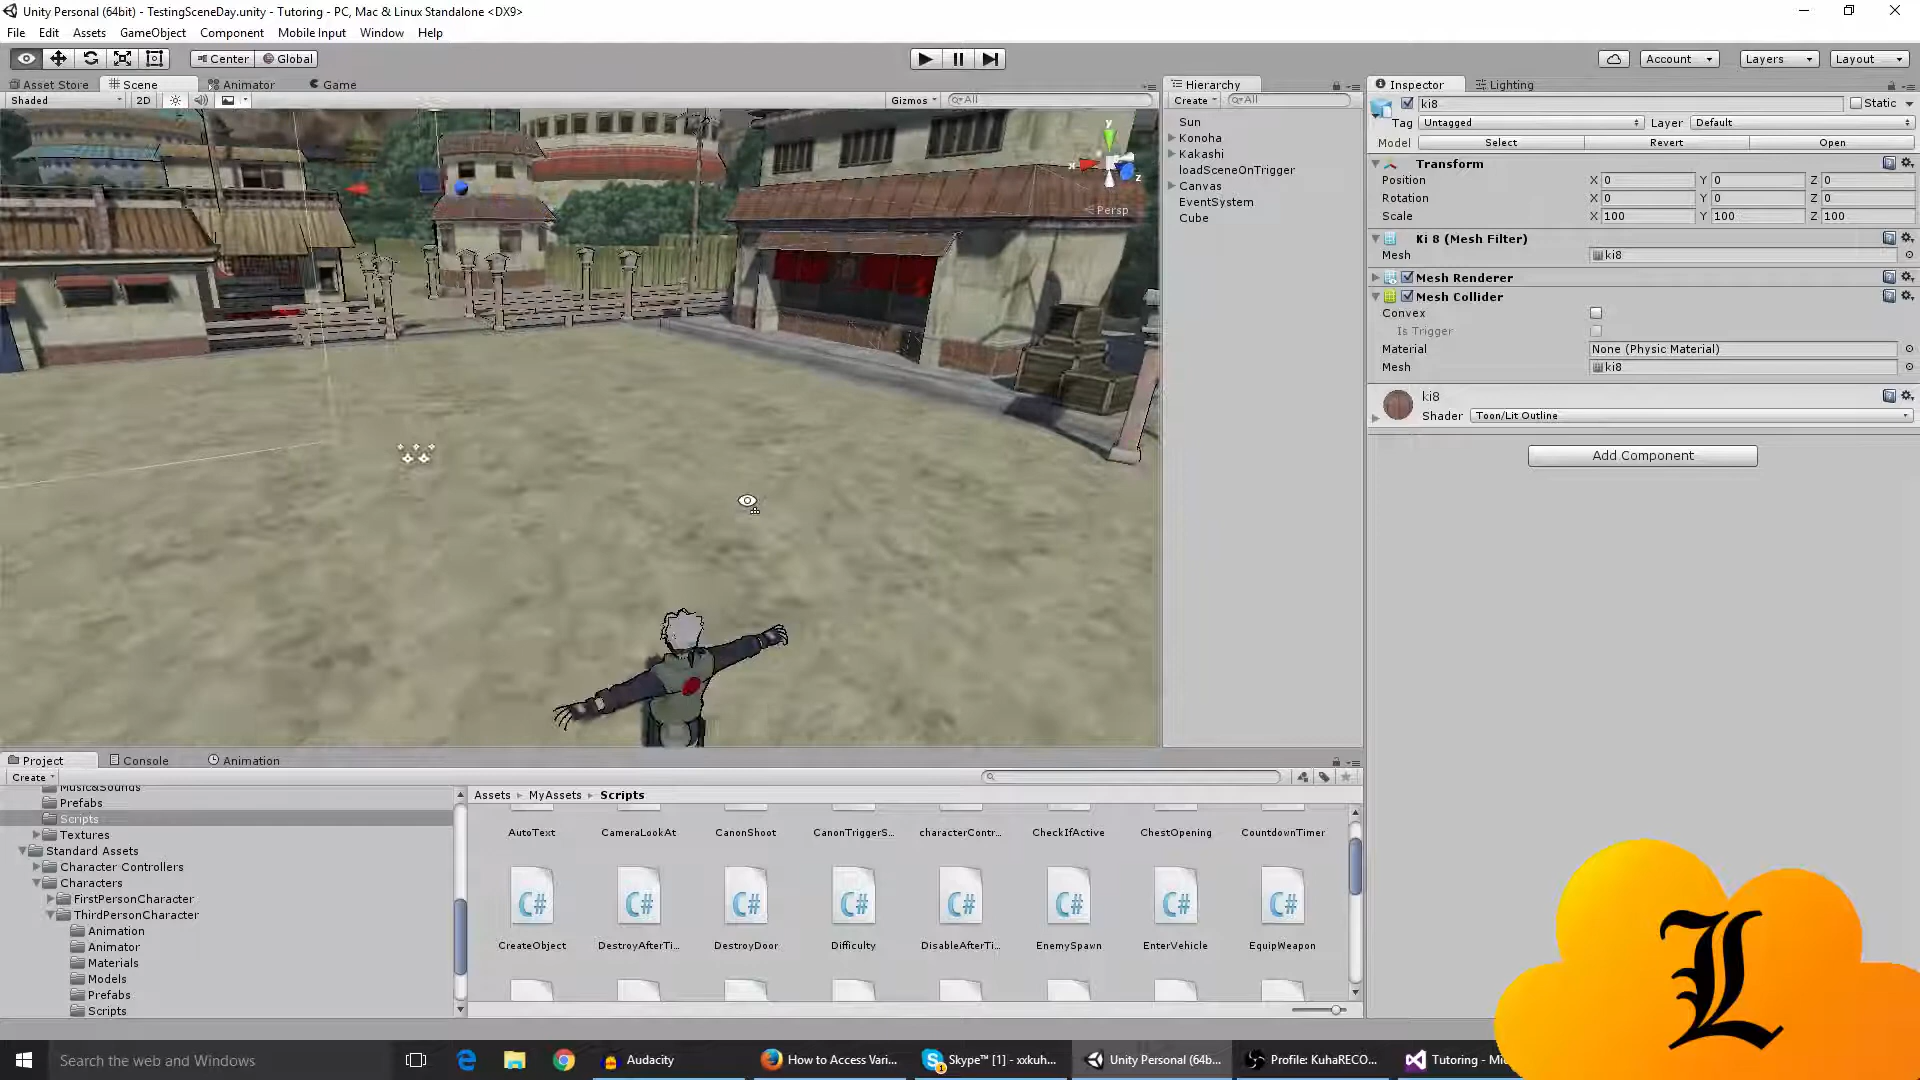 Unity Personal (64bit) - TestingSceneDay.unity - Tutoring - PC, Mac & Linux Standalone <DX9>
File Edit Assets GameObject Component Mobile Input Window Help
Center Global Account Layers Layout
Asset Store Scene Animator Game
Shaded 2D Gizmos All
y
x
z
Persp
Hierarchy
Create All
Sun
Konoha
Kakashi
loadSceneOnTrigger
Canvas
EventSystem
Cube
Inspector Lighting
ki8 Static
Tag Untagged Layer Default
Model Select Revert Open
Transform
Position X 0 Y 0 Z 0
Rotation X 0 Y 0 Z 0
Scale X 100 Y 100 Z 100
Ki 8 (Mesh Filter)
Mesh ki8
Mesh Renderer
Mesh Collider
Convex
Is Trigger
Material None (Physic Material)
Mesh ki8
ki8
Shader Toon/Lit Outline
Add Component
Project Console Animation
Create
Music&Sounds
Prefabs
Scripts
Textures
Standard Assets
Character Controllers
Characters
FirstPersonCharacter
ThirdPersonCharacter
Animation
Animator
Materials
Models
Prefabs
Scripts
Assets MyAssets Scripts
AutoText CameraLookAt CanonShoot CanonTriggerS... characterContr... CheckIfActive ChestOpening CountdownTimer
C# C# C# C# C# C# C# C#
CreateObject DestroyAfterTi... DestroyDoor Difficulty DisableAfterTi... EnemySpawn EnterVehicle EquipWeapon
L
Search the web and Windows Audacity How to Access Vari... Skype™ [1] - xxkuh... Unity Personal (64b... Profile: KuhaRECO... Tutoring - Mi
1